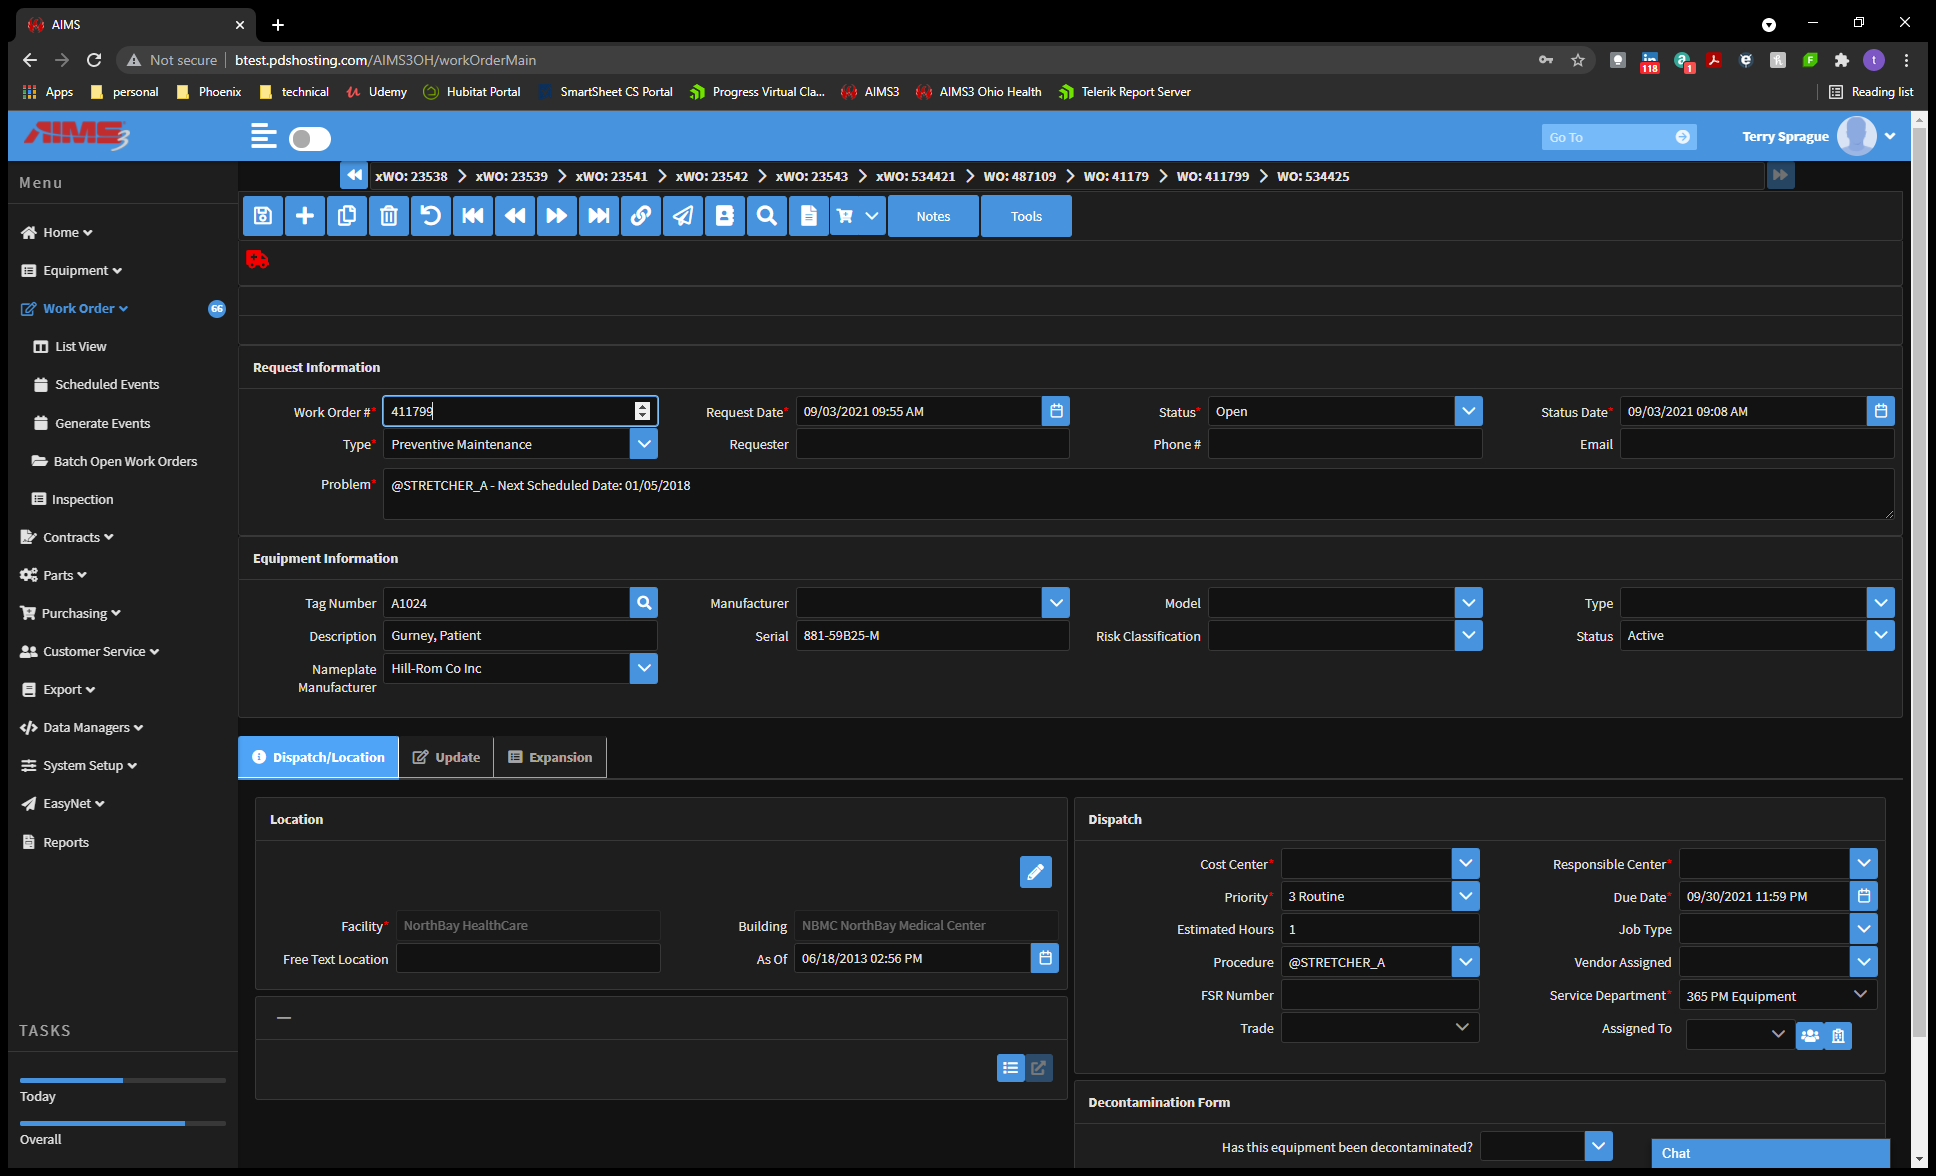 AIMS
Not secure btest.pdshosting.com/AIMS3OH/workOrderMain
118 1 t
Apps personal Phoenix technical Udemy Hubitat Portal SmartSheet CS Portal Progress Virtual Cla... AIMS3 AIMS3 Ohio Health Telerik Report Server Reading list
AIMS3 Go To Terry Sprague
Menu
xWO: 23538 xWO: 23539 xWO: 23541 xWO: 23542 xWO: 23543 xWO: 534421 WO: 487109 WO: 41179 WO: 411799 WO: 534425
Notes Tools
Home
Equipment
Work Order 66
List View
Scheduled Events
Generate Events
Batch Open Work Orders
Inspection
Contracts
Parts
Purchasing
Customer Service
Export
Data Managers
System Setup
EasyNet
Reports
TASKS
Today
Overall
Request Information
Work Order #* 411799 Request Date* 09/03/2021 09:55 AM Status* Open Status Date* 09/03/2021 09:08 AM
Type* Preventive Maintenance Requester Phone # Email
Problem* @STRETCHER_A - Next Scheduled Date: 01/05/2018
Equipment Information
Tag Number A1024 Manufacturer Model Type
Description Gurney, Patient Serial 881-59B25-M Risk Classification Status Active
Nameplate Manufacturer Hill-Rom Co Inc
Dispatch/Location Update Expansion
Location
Facility* NorthBay HealthCare Building NBMC NorthBay Medical Center
Free Text Location As Of 06/18/2013 02:56 PM
Dispatch
Cost Center* Responsible Center*
Priority* 3 Routine Due Date* 09/30/2021 11:59 PM
Estimated Hours 1 Job Type
Procedure @STRETCHER_A Vendor Assigned
FSR Number Service Department* 365 PM Equipment
Trade Assigned To
Decontamination Form
Has this equipment been decontaminated?
Chat